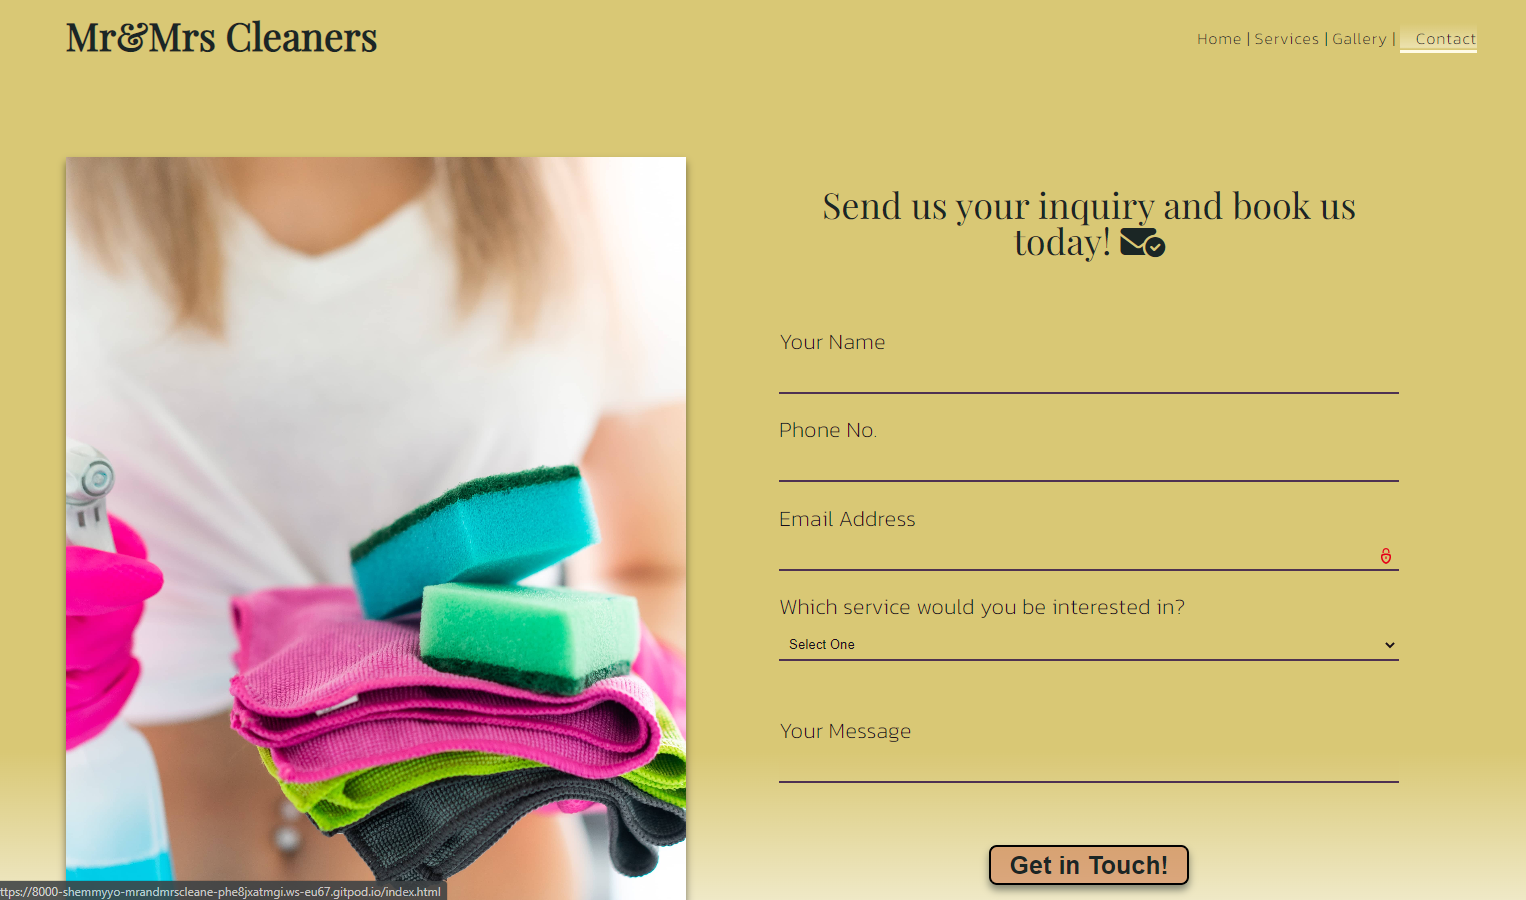 Mr&Mrs Cleaners
Home | Services | Gallery | Contact
Send us your inquiry and book us
today!
Your Name
Phone No.
Email Address
Which service would you be interested in?
Select One
Your Message
Get in Touch!
ttps://8000-shemmyyo-mrandmrscleane-phe8jxatmgi.ws-eu67.gitpod.io/index.html